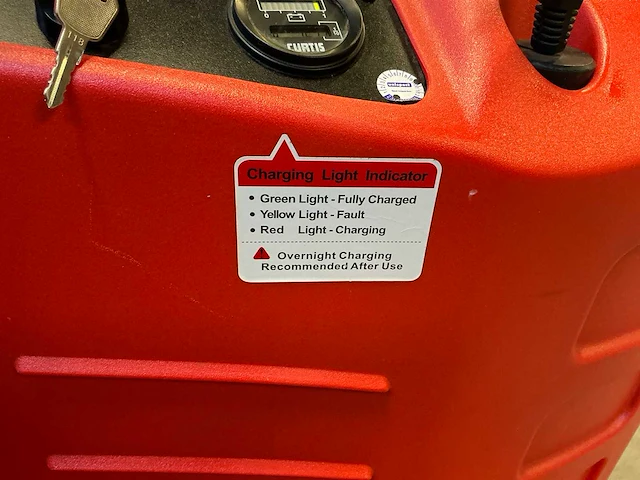 118
CURTIS
Charging Light Indicator
• Green Light - Fully Charged
• Yellow Light - Fault
• Red Light - Charging
Overnight Charging
Recommended After Use